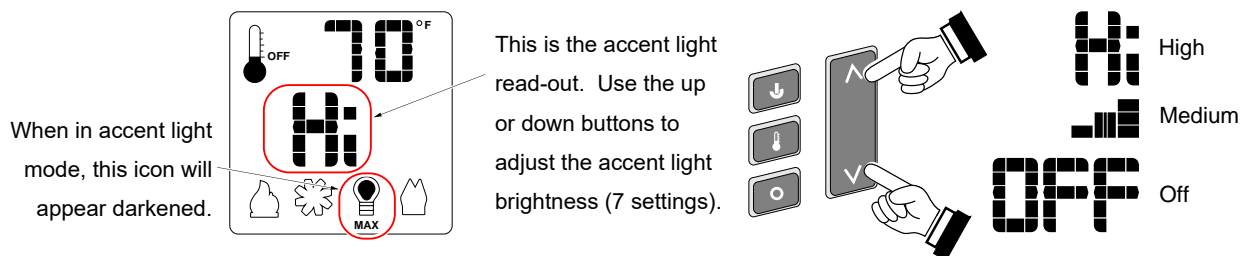 70 °F
OFF
Hi
MAX
When in accent light
mode, this icon will
appear darkened.
This is the accent light
read-out. Use the up
or down buttons to
adjust the accent light
brightness (7 settings).
Hi High
Medium
OFF Off